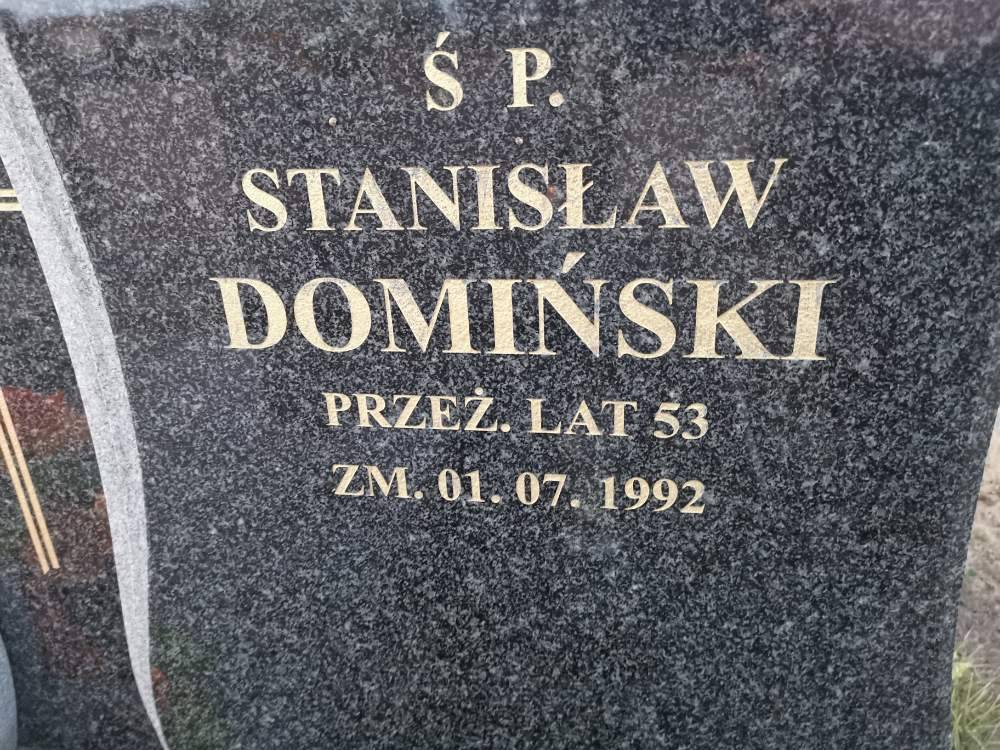 Ś P.
STANISŁAW
DOMIŃSKI
PRZEŻ. LAT 53
ZM. 01. 07. 1992